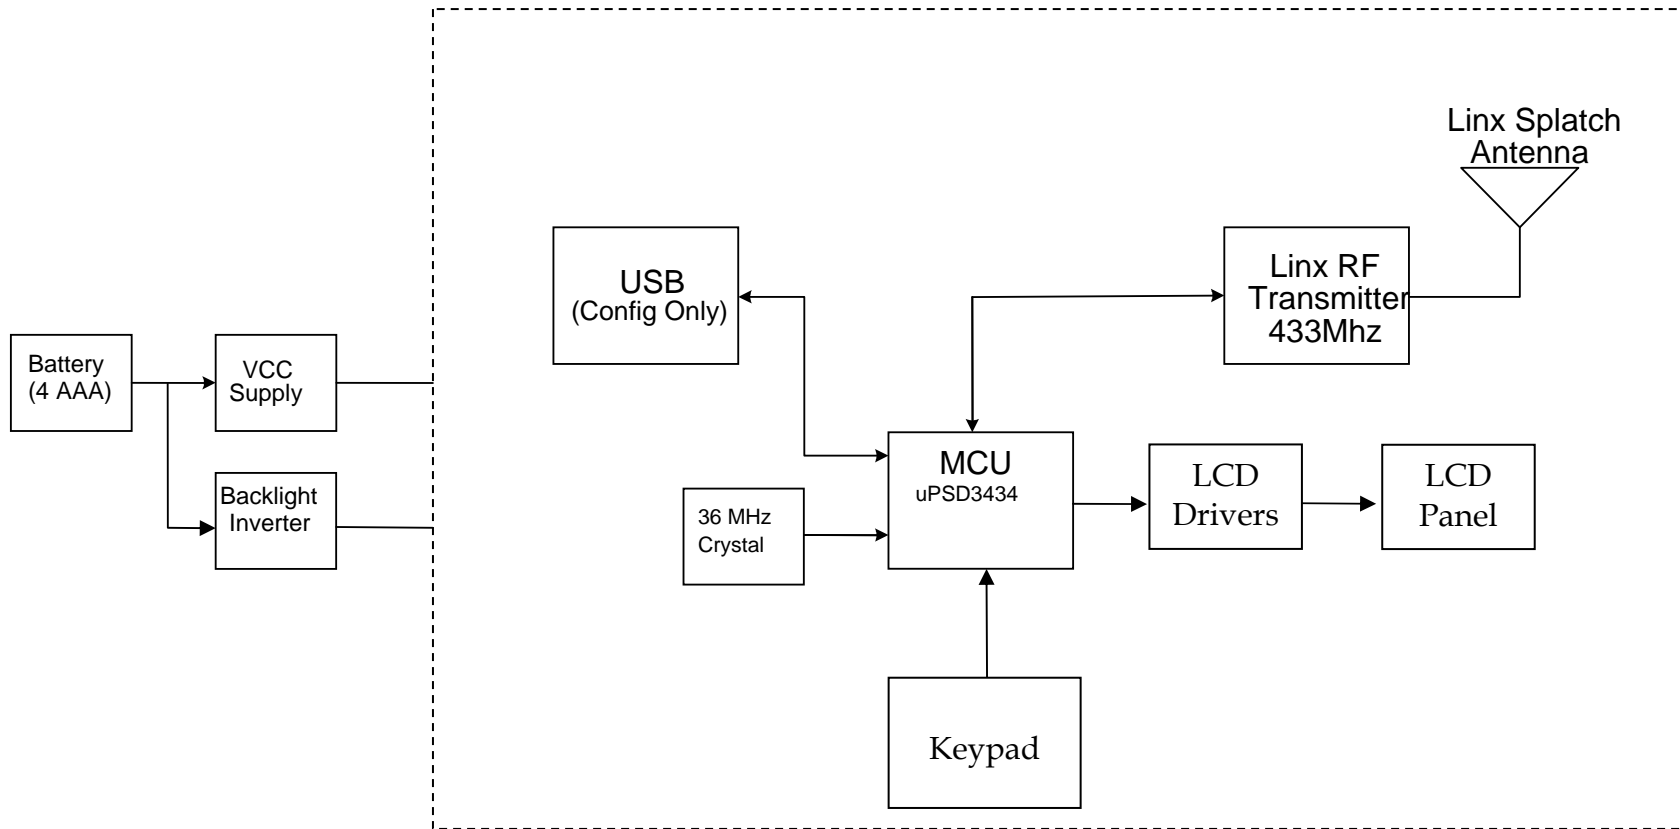 Linx Splatch
Antenna
USB
(Config Only)
Linx RF
Transmitter
433Mhz
Battery
(4 AAA)
VCC
Supply
Backlight
Inverter
36 MHz
Crystal
MCU
uPSD3434
LCD
Drivers
LCD
Panel
Keypad